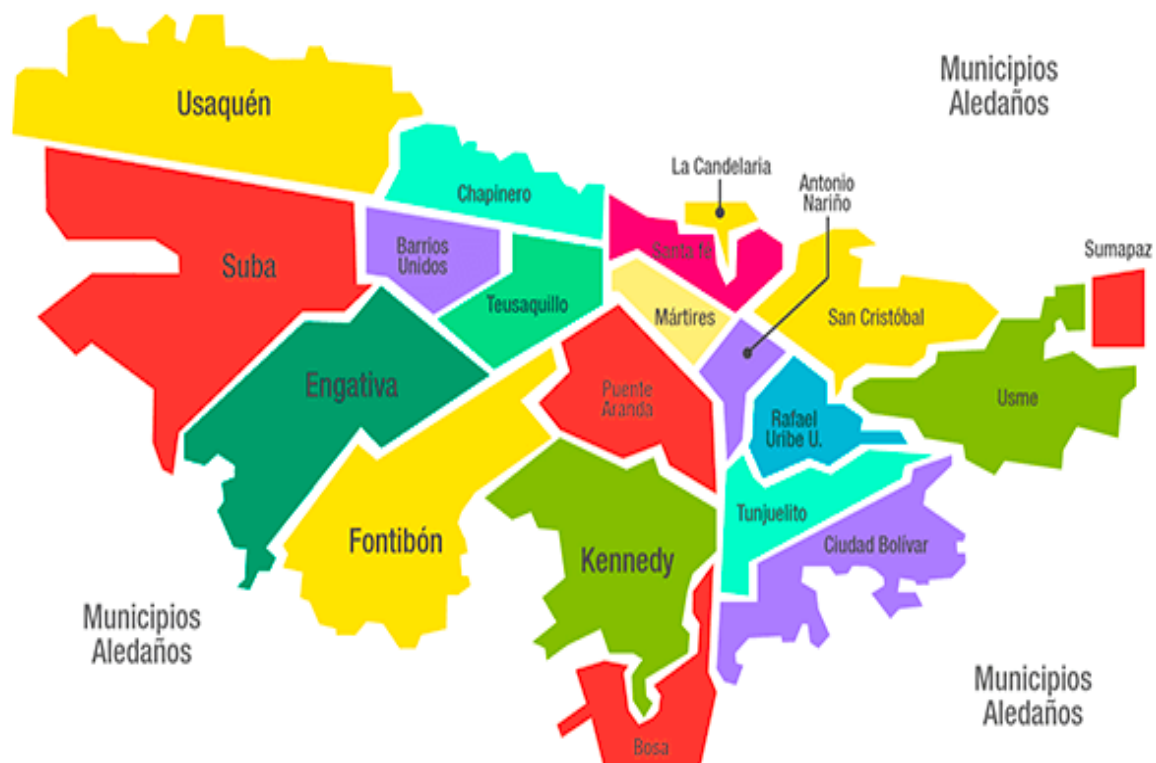 Municipios
Aledaños
Usaquén
La Candelaria
Antonio
Nariño
Chapinero
Barrios
Unidos
Santa fe
Sumapaz
Suba
Teusaquillo
Mártires
San Cristóbal
Engativa
Puente
Aranda
Rafael
Uribe U.
Usme
Fontibón
Kennedy
Tunjuelito
Ciudad Bolívar
Municipios
Aledaños
Municipios
Aledaños
Bosa